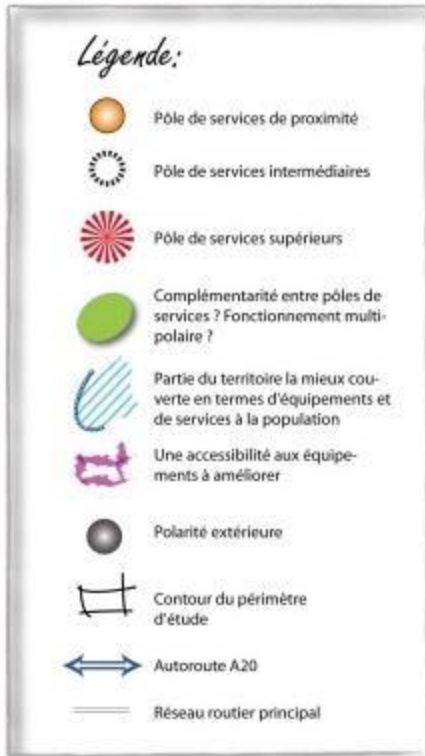 Légende:
Pôle de services de proximité
Pôle de services intermédiaires
Pôle de services supérieurs
Complémentarité entre pôles de
services ? Fonctionnement multi-
polaire ?
Partie du territoire la mieux cou-
verte en termes d'équipements et
de services à la population
Une accessibilité aux équipe-
ments à améliorer
Polarité extérieure
Contour du périmètre
d'étude
Autoroute A20
Réseau routier principal